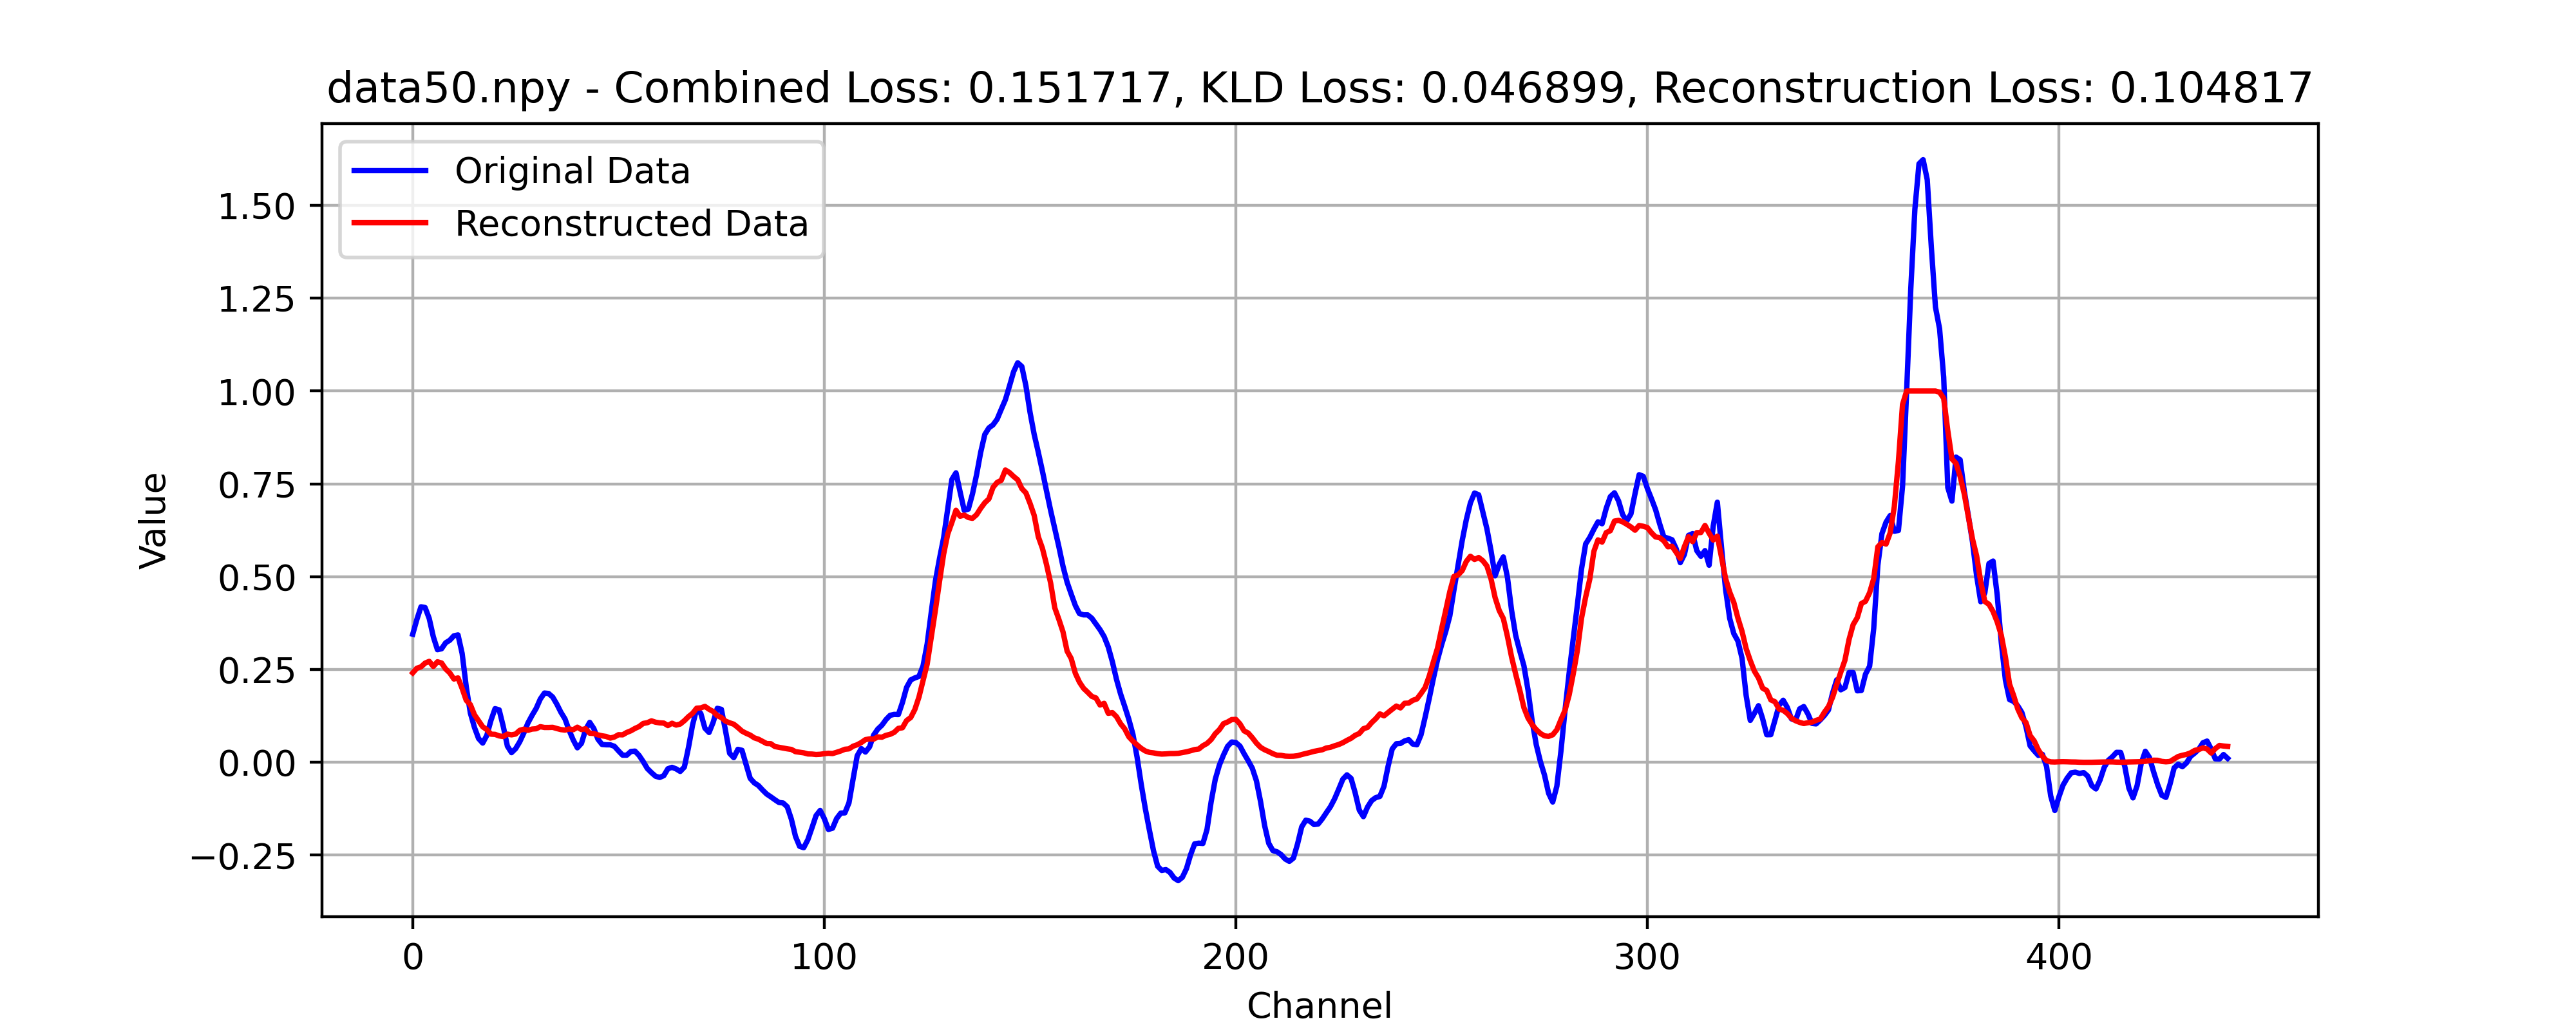 data50.npy - Combined Loss: 0.151717, KLD Loss: 0.046899, Reconstruction Loss: 0.104817
Original Data
Reconstructed Data
1.50
1.25
1.00
0.75
0.50
0.25
0.00
−0.25
Value
0 100 200 300 400
Channel